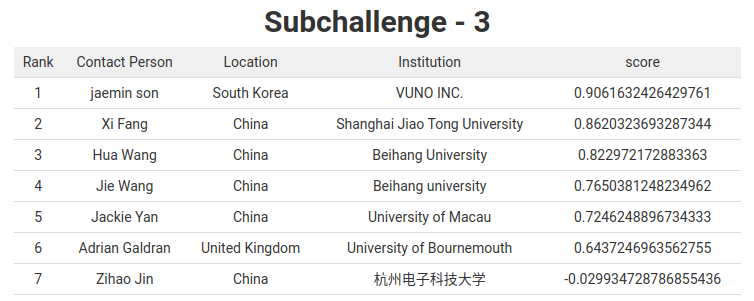 Subchallenge - 3
Rank Contact Person Location Institution score
1 jaemin son South Korea VUNO INC. 0.9061632426429761
2 Xi Fang China Shanghai Jiao Tong University 0.8620323693287344
3 Hua Wang China Beihang University 0.822972172883363
4 Jie Wang China Beihang university 0.7650381248234962
5 Jackie Yan China University of Macau 0.7246248896734333
6 Adrian Galdran United Kingdom University of Bournemouth 0.6437246963562755
7 Zihao Jin China 杭州电子科技大学 -0.029934728786855436